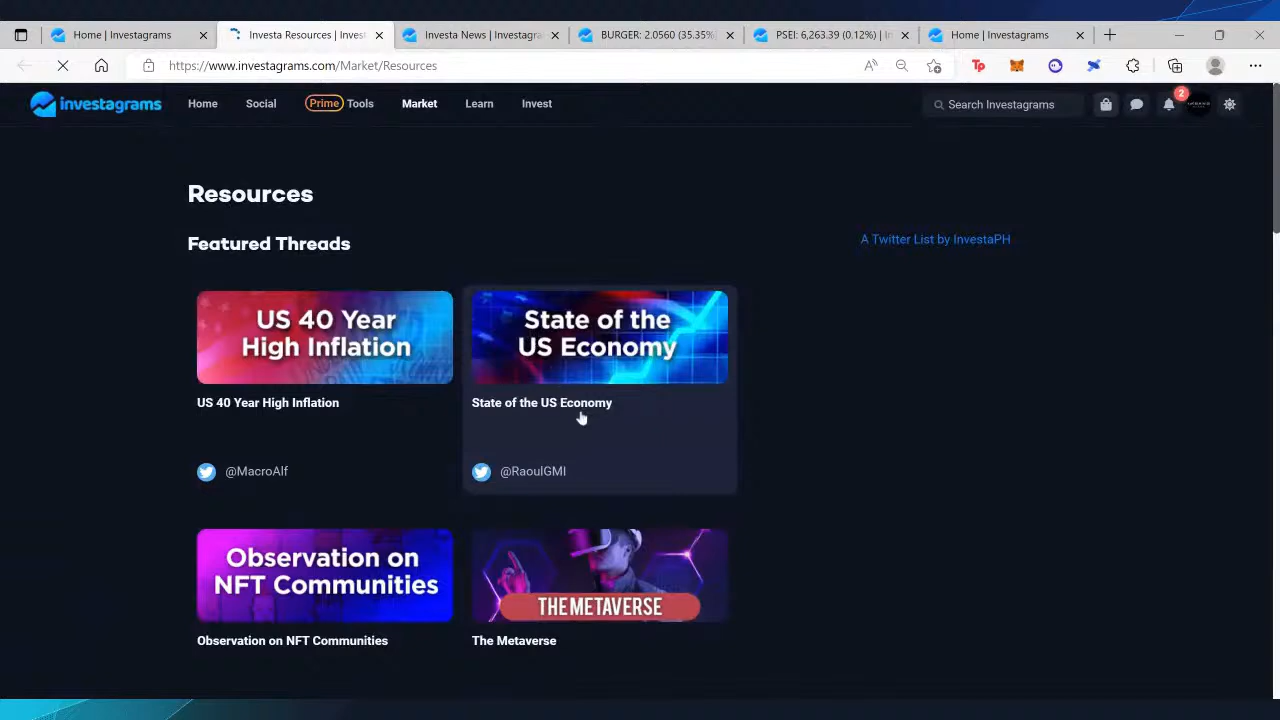 Home | Investagrams
Investa Resources | Invest
Investa News | Investagra
BURGER: 2.0560 (35.35%
PSEI: 6,263.39 (0.12%) | In
Home | Investagrams
https://www.investagrams.com/Market/Resources
investagrams
Home
Social
Prime Tools
Market
Learn
Invest
Search Investagrams
2
Resources
Featured Threads
A Twitter List by InvestaPH
US 40 Year
High Inflation
State of the
US Economy
US 40 Year High Inflation
State of the US Economy
@MacroAlf
@RaoulGMI
Observation on
NFT Communities
THE METAVERSE
Observation on NFT Communities
The Metaverse